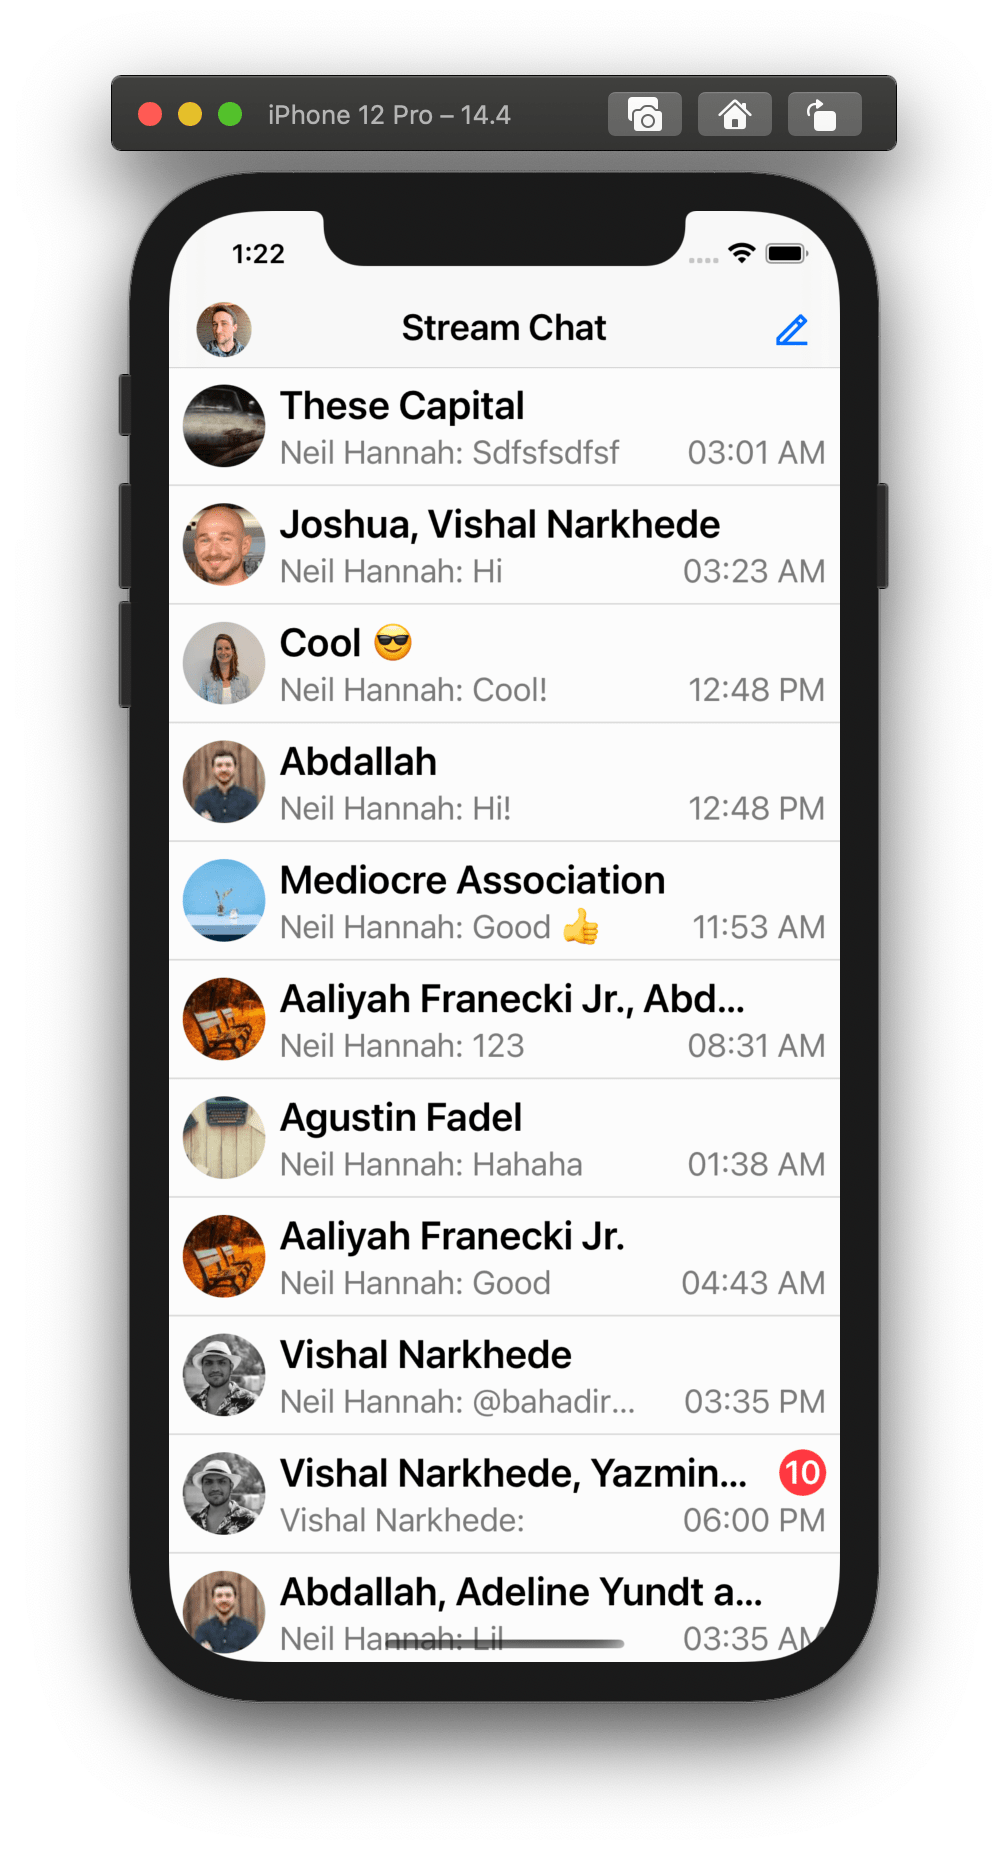 iPhone 12 Pro – 14.4
1:22
Stream Chat
These Capital
Neil Hannah: Sdfsfsdfsf 03:01 AM
Joshua, Vishal Narkhede
Neil Hannah: Hi 03:23 AM
Cool 😎
Neil Hannah: Cool! 12:48 PM
Abdallah
Neil Hannah: Hi! 12:48 PM
Mediocre Association
Neil Hannah: Good 👍 11:53 AM
Aaliyah Franecki Jr., Abd...
Neil Hannah: 123 08:31 AM
Agustin Fadel
Neil Hannah: Hahaha 01:38 AM
Aaliyah Franecki Jr.
Neil Hannah: Good 04:43 AM
Vishal Narkhede
Neil Hannah: @bahadir... 03:35 PM
Vishal Narkhede, Yazmin... 10
Vishal Narkhede: 06:00 PM
Abdallah, Adeline Yundt a...
Neil Hannah: Lil 03:35 AM